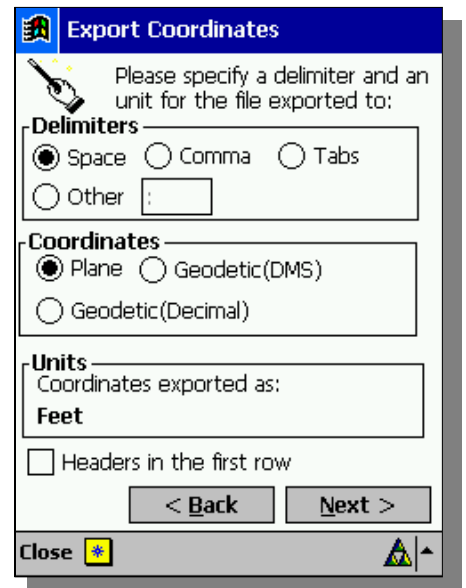 Export Coordinates
Please specify a delimiter and an
unit for the file exported to:
Delimiters
Space Comma Tabs
Other :
Coordinates
Plane Geodetic(DMS)
Geodetic(Decimal)
Units
Coordinates exported as:
Feet
Headers in the first row
< Back Next >
Close